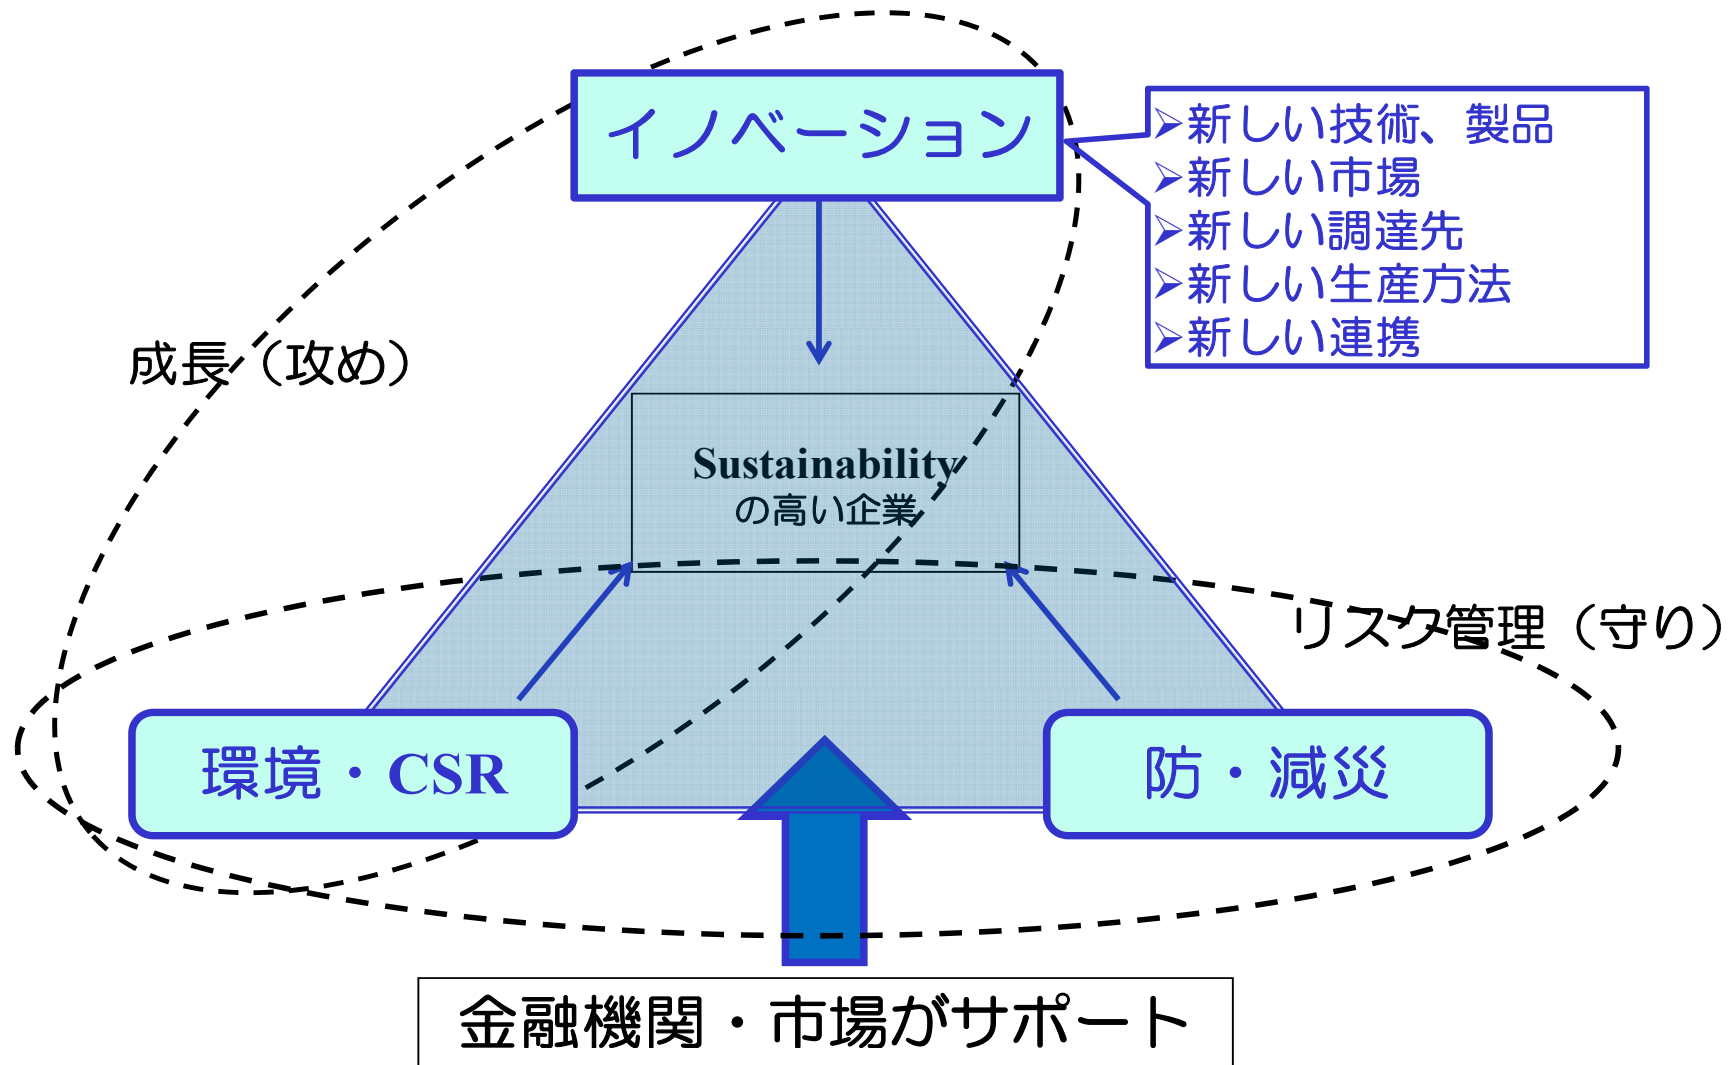 イノベーション
➢新しい技術、製品
➢新しい市場
➢新しい調達先
➢新しい生産方法
➢新しい連携
成長（攻め）
Sustainability
の高い企業
リスク管理（守り）
環境・CSR
防・減災
金融機関・市場がサポート